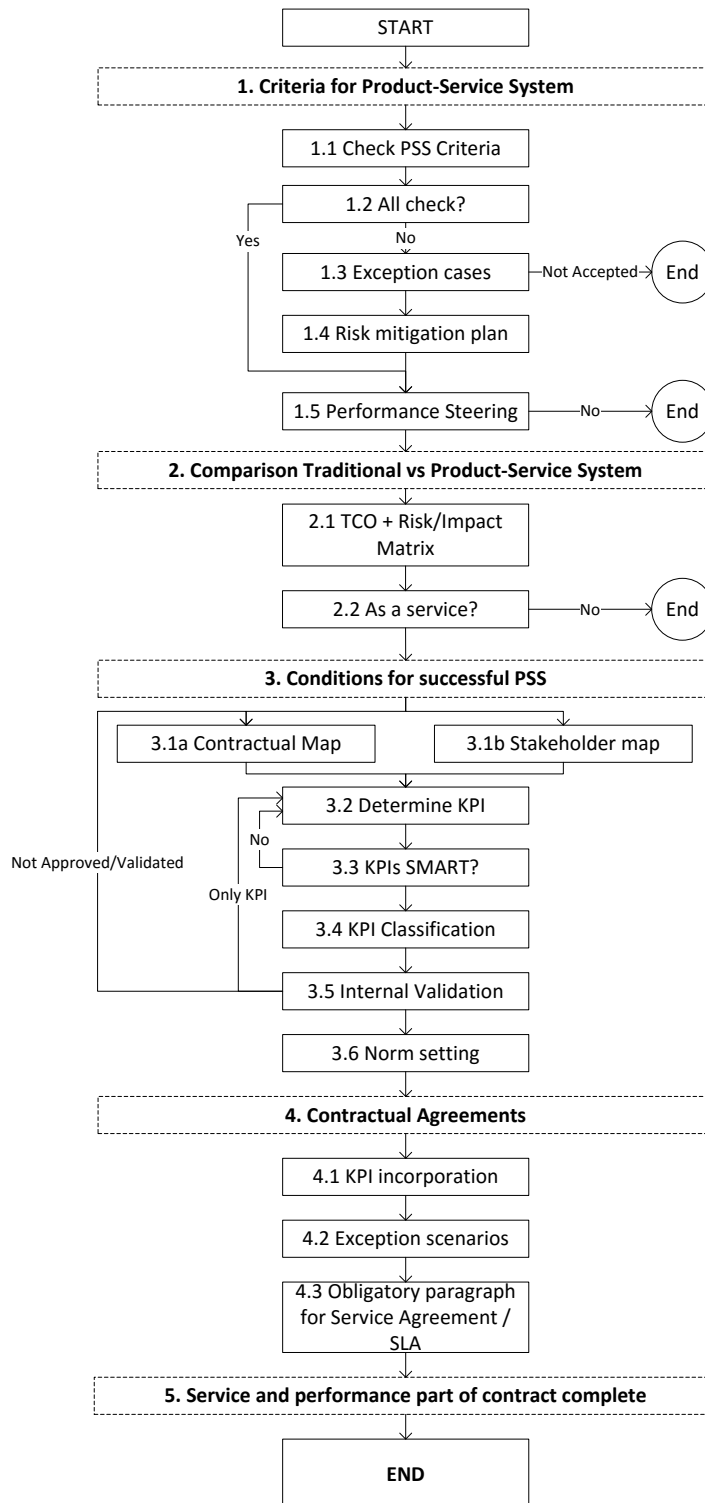 START
1. Criteria for Product-Service System
1.1 Check PSS Criteria
1.2 All check?
Yes
No
1.3 Exception cases
Not Accepted
End
1.4 Risk mitigation plan
1.5 Performance Steering
No
End
2. Comparison Traditional vs Product-Service System
2.1 TCO + Risk/Impact
Matrix
2.2 As a service?
No
End
3. Conditions for successful PSS
3.1a Contractual Map
3.1b Stakeholder map
3.2 Determine KPI
No
Not Approved/Validated
3.3 KPIs SMART?
Only KPI
3.4 KPI Classification
3.5 Internal Validation
3.6 Norm setting
4. Contractual Agreements
4.1 KPI incorporation
4.2 Exception scenarios
4.3 Obligatory paragraph
for Service Agreement /
SLA
5. Service and performance part of contract complete
END